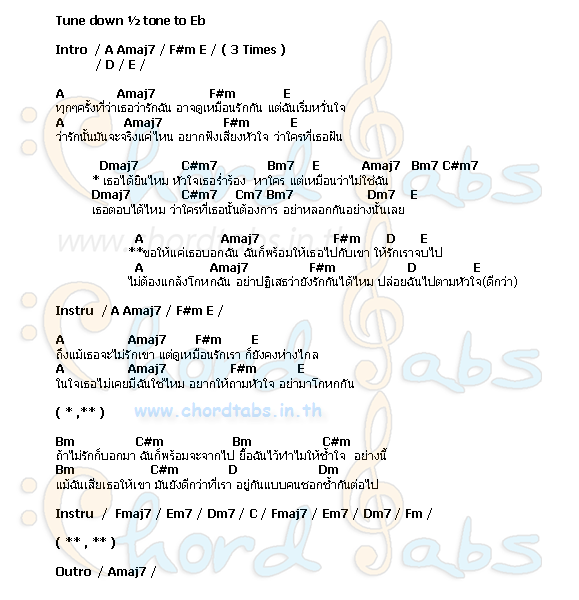 Tune down ½ tone to Eb
Intro / A Amaj7 / F#m E / ( 3 Times )
/ D / E /
A Amaj7 F#m E
ทุกๆครั้งที่ว่าเธอว่ารักฉัน อาจดูเหมือนรักกัน แต่ฉันเริ่มหวั่นใจ
A Amaj7 F#m E
ว่ารักนั้นมันจะจริงแค่ไหน อยากฟังเสียงหัวใจ ว่าใครที่เธอฝัน
Dmaj7 C#m7 Bm7 E Amaj7 Bm7 C#m7
* เธอได้ยินไหม หัวใจเธอร่ำร้อง หาใคร แต่เหมือนว่าไม่ใช่ฉัน
Dmaj7 C#m7 Cm7 Bm7 Dm7 E
เธอตอบได้ไหม ว่าใครที่เธอนั้นต้องการ อย่าหลอกกันอย่างนั้นเลย
A Amaj7 F#m D E
**ขอให้แค่เธอบอกฉัน ฉันก็พร้อมให้เธอไปกับเขา ให้รักเราจบไป
A Amaj7 F#m D E
ไม่ต้องแกล้งโกหกฉัน อย่าปฏิเสธว่ายังรักกันได้ไหม ปล่อยฉันไปตามหัวใจ(ดีกว่า)
Instru / A Amaj7 / F#m E /
A Amaj7 F#m E
ถึงแม้เธอจะไม่รักเขา แต่ดูเหมือนรักเรา ก็ยังคงห่างไกล
A Amaj7 F#m E
ในใจเธอไม่เคยมีฉันใช่ไหม อยากให้ถามหัวใจ อย่ามาโกหกกัน
( * ,** )
www.chordtabs.in.th
Bm C#m Bm C#m
ถ้าไม่รักก็บอกมา ฉันก็พร้อมจะจากไป ยื้อฉันไว้ทำไมให้ช้ำใจ อย่างนี้
Bm C#m D Dm
แม้ฉันเสียเธอให้เขา มันยังดีกว่าที่เรา อยู่กันแบบคนชอกช้ำกันต่อไป
Instru / Fmaj7 / Em7 / Dm7 / C / Fmaj7 / Em7 / Dm7 / Fm /
( ** , ** )
Outro / Amaj7 /